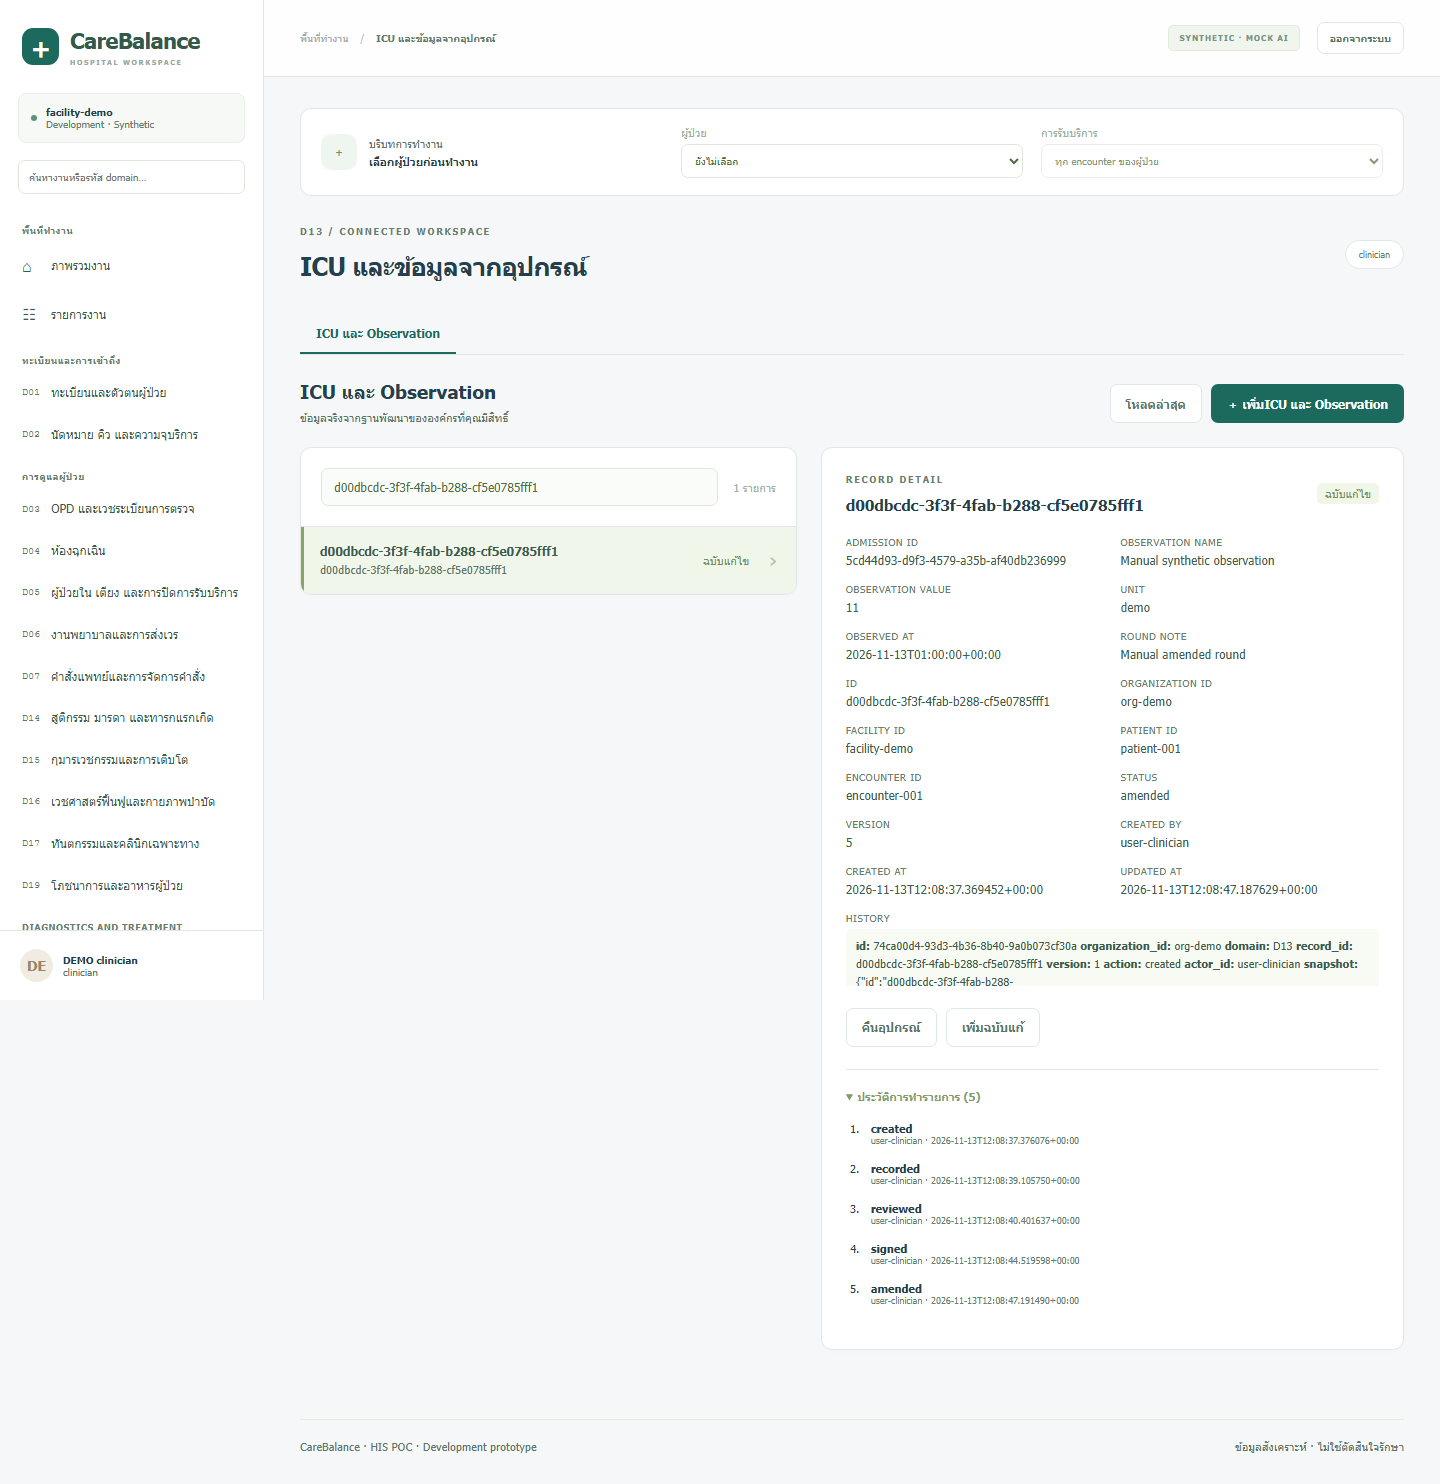 CareBalance
HOSPITAL WORKSPACE
facility-demo
Development · Synthetic
ค้นหางานหรือรหัส domain...
พื้นที่ทำงาน
ภาพรวมงาน
รายการงาน
ทะเบียนและการเข้าถึง
D01 ทะเบียนและตัวตนผู้ป่วย
D02 นัดหมาย คิว และความจุบริการ
การดูแลผู้ป่วย
D03 OPD และเวชระเบียนการตรวจ
D04 ห้องฉุกเฉิน
D05 ผู้ป่วยใน เตียง และการปิดการรับบริการ
D06 งานพยาบาลและการส่งเวร
D07 คำสั่งแพทย์และการจัดการคำสั่ง
D14 สูติกรรม มารดา และทารกแรกเกิด
D15 กุมารเวชกรรมและการเติบโต
D16 เวชศาสตร์ฟื้นฟูและกายภาพบำบัด
D17 ทันตกรรมและคลินิกเฉพาะทาง
D19 โภชนาการและอาหารผู้ป่วย
DIAGNOSTICS AND TREATMENT
DE DEMO clinician
clinician
พื้นที่ทำงาน / ICU และข้อมูลจากอุปกรณ์
SYNTHETIC · MOCK AI
ออกจากระบบ
+ บริบทการทำงาน
เลือกผู้ป่วยก่อนทำงาน
ผู้ป่วย
ยังไม่เลือก
การรับบริการ
ทุก encounter ของผู้ป่วย
D13 / CONNECTED WORKSPACE
ICU และข้อมูลจากอุปกรณ์
clinician
ICU และ Observation
ICU และ Observation
ข้อมูลจริงจากฐานพัฒนาขององค์กรที่คุณมีสิทธิ์
โหลดล่าสุด
+ เพิ่มICU และ Observation
d00dbcdc-3f3f-4fab-b288-cf5e0785fff1
1 รายการ
d00dbcdc-3f3f-4fab-b288-cf5e0785fff1
d00dbcdc-3f3f-4fab-b288-cf5e0785fff1
ฉบับแก้ไข
RECORD DETAIL
d00dbcdc-3f3f-4fab-b288-cf5e0785fff1
ฉบับแก้ไข
ADMISSION ID
5cd44d93-d9f3-4579-a35b-af40db236999
OBSERVATION NAME
Manual synthetic observation
OBSERVATION VALUE
11
UNIT
demo
OBSERVED AT
2026-11-13T01:00:00+00:00
ROUND NOTE
Manual amended round
ID
d00dbcdc-3f3f-4fab-b288-cf5e0785fff1
ORGANIZATION ID
org-demo
FACILITY ID
facility-demo
PATIENT ID
patient-001
ENCOUNTER ID
encounter-001
STATUS
amended
VERSION
5
CREATED BY
user-clinician
CREATED AT
2026-11-13T12:08:37.369452+00:00
UPDATED AT
2026-11-13T12:08:47.187629+00:00
HISTORY
id: 74ca00d4-93d3-4b36-8b40-9a0b073cf30a organization_id: org-demo domain: D13 record_id:
d00dbcdc-3f3f-4fab-b288-cf5e0785fff1 version: 1 action: created actor_id: user-clinician snapshot:
{"id":"d00dbcdc-3f3f-4fab-b288-
คืนอุปกรณ์
เพิ่มฉบับแก้
▼ ประวัติการทำรายการ (5)
1. created
user-clinician · 2026-11-13T12:08:37.376076+00:00
2. recorded
user-clinician · 2026-11-13T12:08:39.105750+00:00
3. reviewed
user-clinician · 2026-11-13T12:08:40.401637+00:00
4. signed
user-clinician · 2026-11-13T12:08:44.519598+00:00
5. amended
user-clinician · 2026-11-13T12:08:47.191490+00:00
CareBalance · HIS POC · Development prototype
ข้อมูลสังเคราะห์ · ไม่ใช้ตัดสินใจรักษา